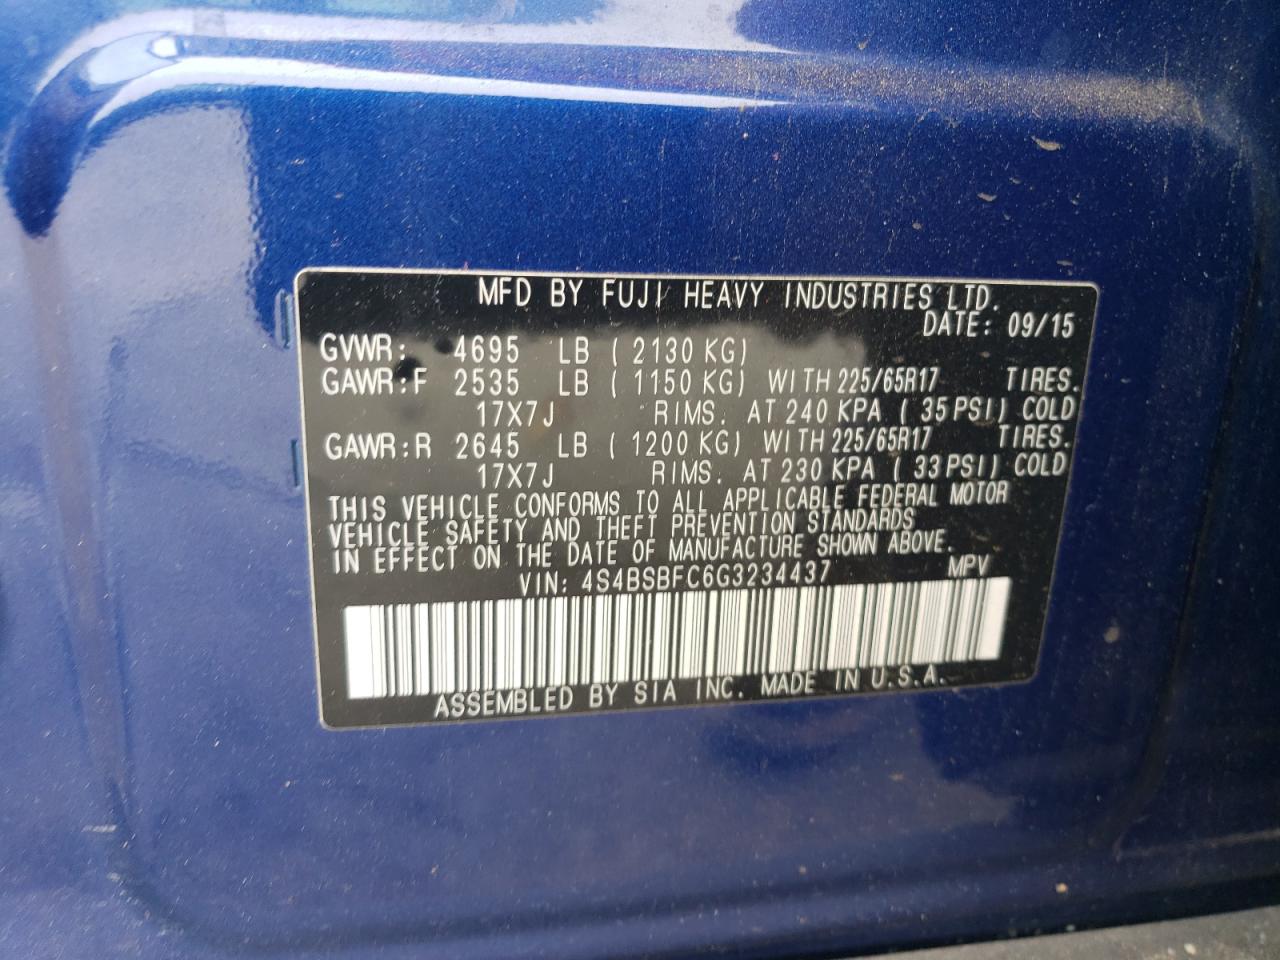 MFD BY FUJI HEAVY INDUSTRIES LTD.
DATE: 09/15
GVWR: 4695 LB ( 2130 KG)
GAWR:F 2535 LB ( 1150 KG) WITH 225/65R17 TIRES.
17X7J RIMS. AT 240 KPA ( 35 PSI) COLD
GAWR:R 2645 LB ( 1200 KG) WITH 225/65R17 TIRES.
17X7J RIMS. AT 230 KPA ( 33 PSI) COLD
THIS VEHICLE CONFORMS TO ALL APPLICABLE FEDERAL MOTOR
VEHICLE SAFETY AND THEFT PREVENTION STANDARDS
IN EFFECT ON THE DATE OF MANUFACTURE SHOWN ABOVE.
VIN: 4S4BSBFC6G3234437 MPV
ASSEMBLED BY SIA INC. MADE IN U.S.A.